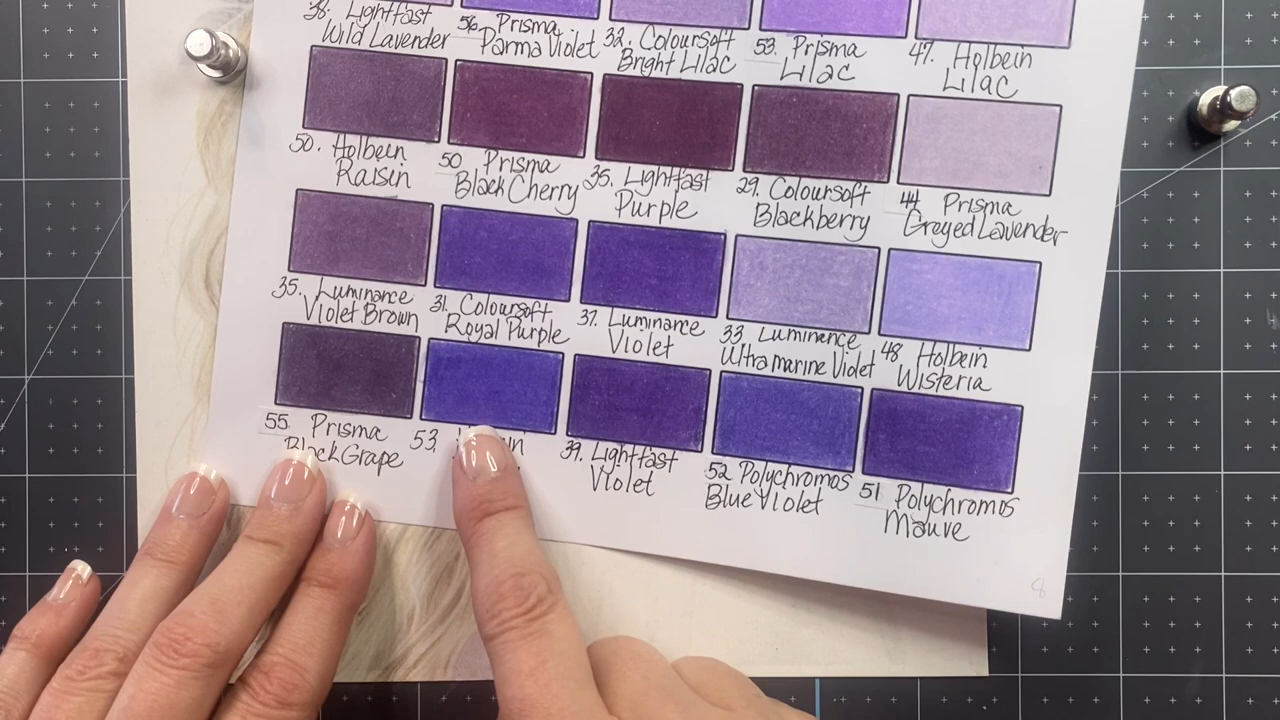 38. Lightfast
Wild Lavender
56. Prisma
Parma Violet
32. Coloursoft
Bright Lilac
53. Prisma
Lilac
47. Holbein
Lilac
50. Holbein
Raisin
50. Prisma
Black Cherry
35. Lightfast
Purple
29. Coloursoft
Blackberry
44 Prisma
Greyed Lavender
35. Luminance
Violet Brown
31. Coloursoft
Royal Purple
37. Luminance
Violet
33. Luminance
Ultramarine Violet
48 Holbein
Wisteria
55. Prisma
Black Grape
53.
39. Lightfast
Violet
52 Polychromos
Blue Violet
51 Polychromos
Mauve
8